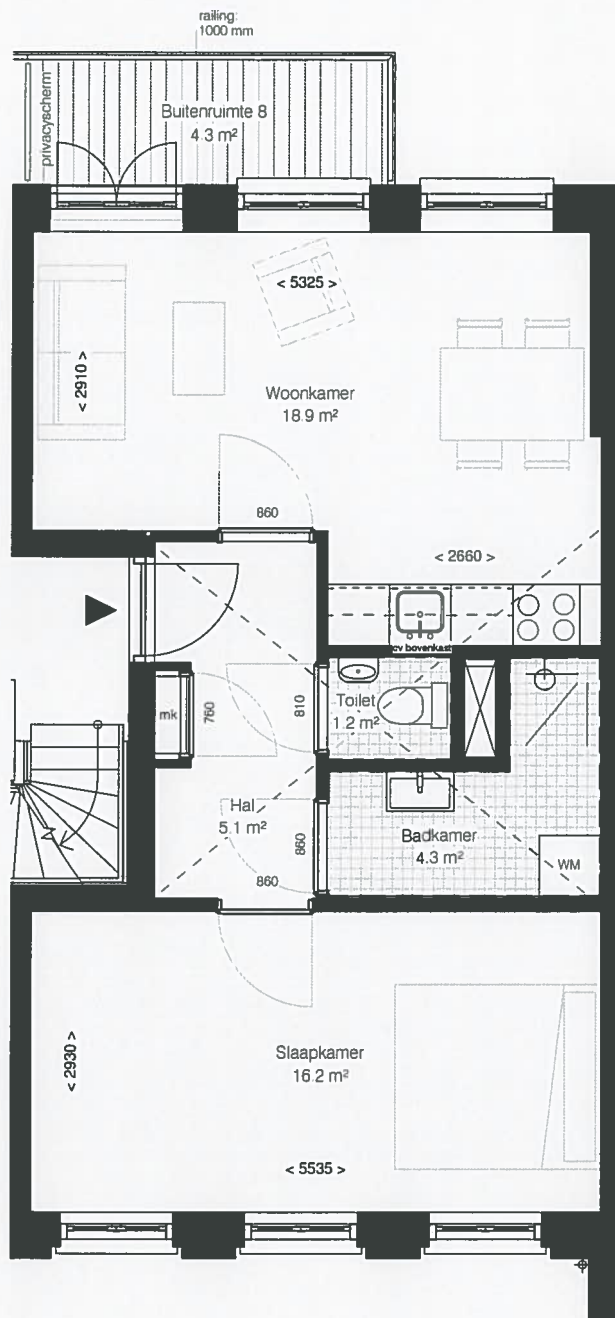 railing:
1000 mm
privacyscherm
Buitenruimte 8
4.3 m²
< 5325 >
< 2910 >
Woonkamer
18.9 m²
860
< 2660 >
cv bovenkast
mk
760
810
Toilet
1.2 m²
Hal
5.1 m²
860
860
Badkamer
4.3 m²
WM
< 2930 >
Slaapkamer
16.2 m²
< 5535 >